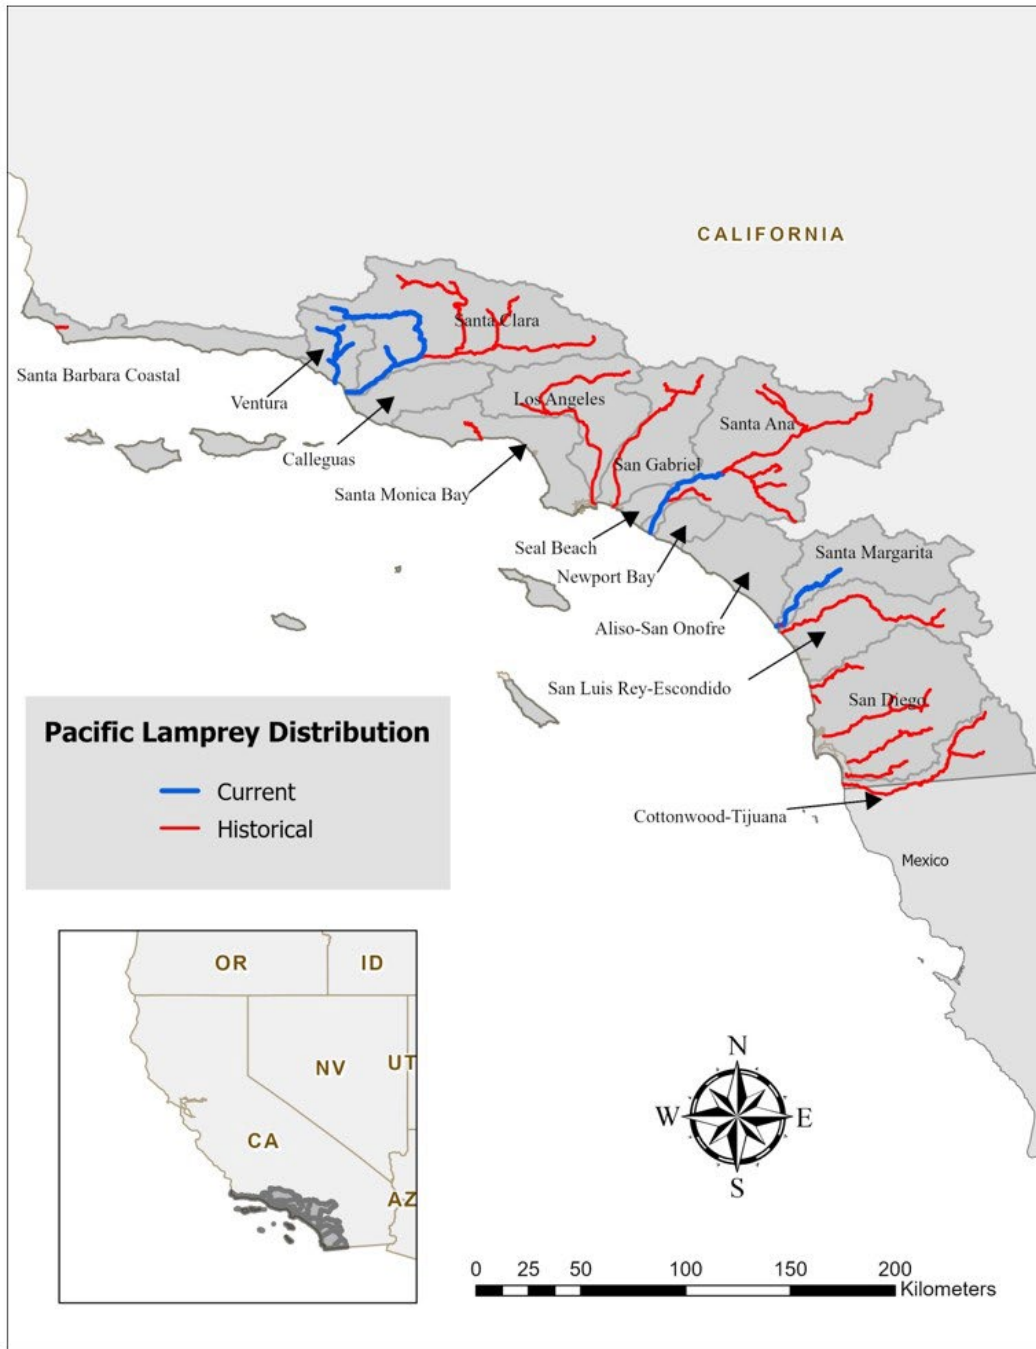 CALIFORNIA
Santa Clara
Santa Barbara Coastal
Ventura
Los Angeles
Santa Ana
Calleguas
San Gabriel
Santa Monica Bay
Seal Beach
Santa Margarita
Newport Bay
Aliso-San Onofre
San Luis Rey-Escondido
San Diego
Cottonwood-Tijuana
Mexico
Pacific Lamprey Distribution
Current
Historical
OR
ID
NV
UT
CA
AZ
N
W
E
S
0 25 50 100 150 200
Kilometers